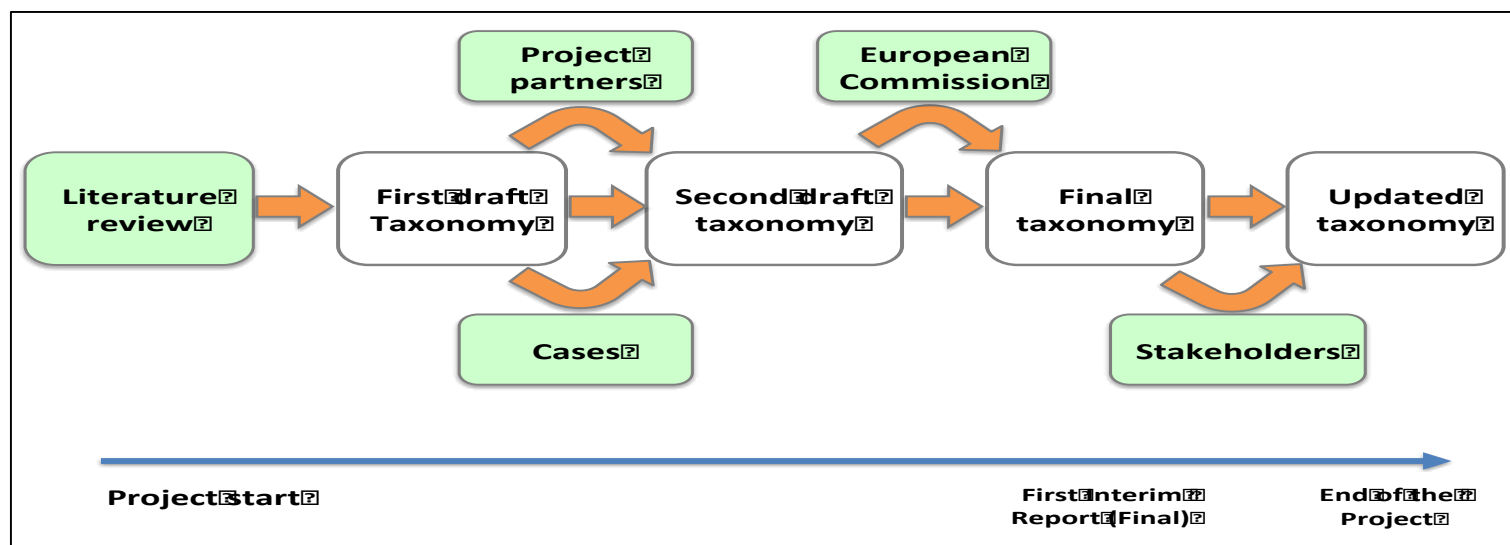 Project
partners
European
Commission
Literature
review
First draft
Taxonomy
Second draft
taxonomy
Final
taxonomy
Updated
taxonomy
Cases
Stakeholders
Project start
First Interim
Report (Final)
End of the
Project